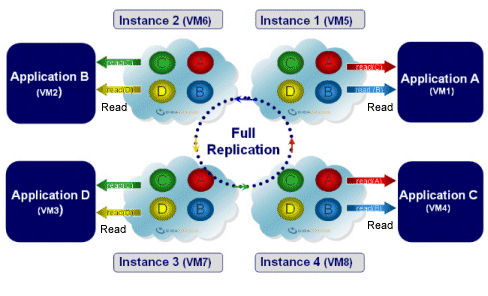 Instance 2 (VM6)
Instance 1 (VM5)
C A
C A
read(C)
read(C)
Application B
(VM2)
Application A
(VM1)
D B
D B
read(D)
read(B)
Read
Read
Full
Replication
C A
C A
read(A)
Application D
(VM3)
Application C
(VM4)
D B
D B
read(D)
read(B)
Read
Read
Instance 3 (VM7)
Instance 4 (VM8)